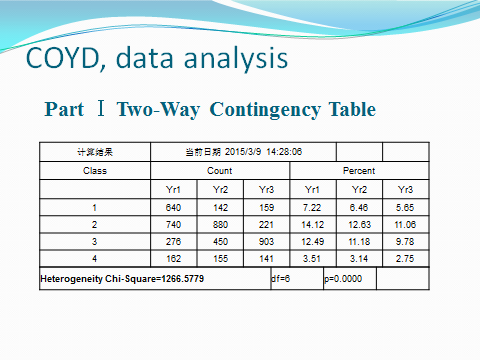 COYD, data analysis
Part Ⅰ Two-Way Contingency Table
计算结果 当前日期 2015/3/9 14:28:06
Class Count Percent
Yr1 Yr2 Yr3 Yr1 Yr2 Yr3
1 640 142 159 7.22 6.46 5.65
2 740 880 221 14.12 12.63 11.06
3 276 450 903 12.49 11.18 9.78
4 162 155 141 3.51 3.14 2.75
Heterogeneity Chi-Square=1266.5779 df=6 p=0.0000